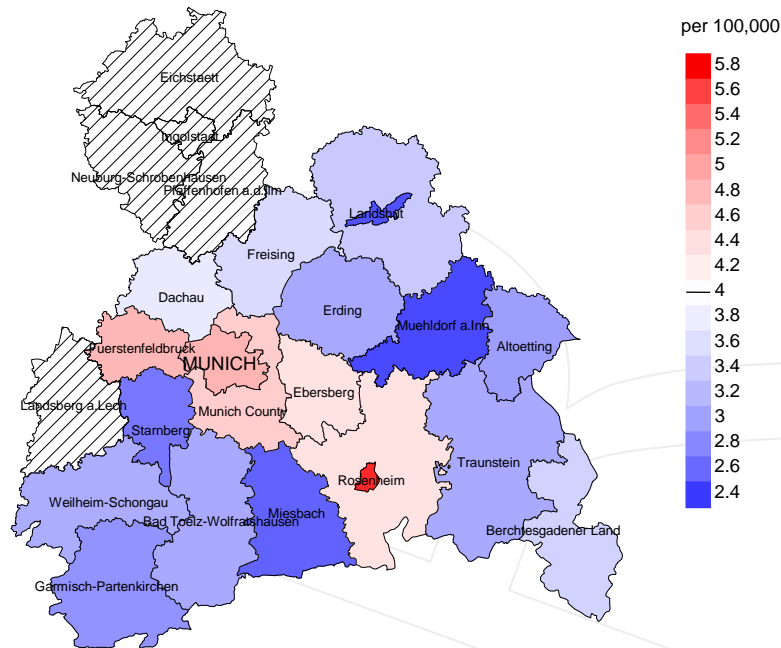 per 100,000
5.8
5.6
5.4
5.2
5
4.8
4.6
4.4
4.2
4
3.8
3.6
3.4
3.2
3
2.8
2.6
2.4
Eichstaett
Ingolstadt
Neuburg-Schrobenhausen
Pfaffenhofen a.d.Ilm
Landshut
Freising
Dachau
Erding
Muehldorf a.Inn
Altoetting
Fuerstenfeldbruck
MUNICH
Ebersberg
Landsberg a.Lech
Munich County
Starnberg
Traunstein
Rosenheim
Weilheim-Schongau
Miesbach
Bad Toelz-Wolfratshausen
Berchtesgadener Land
Garmisch-Partenkirchen